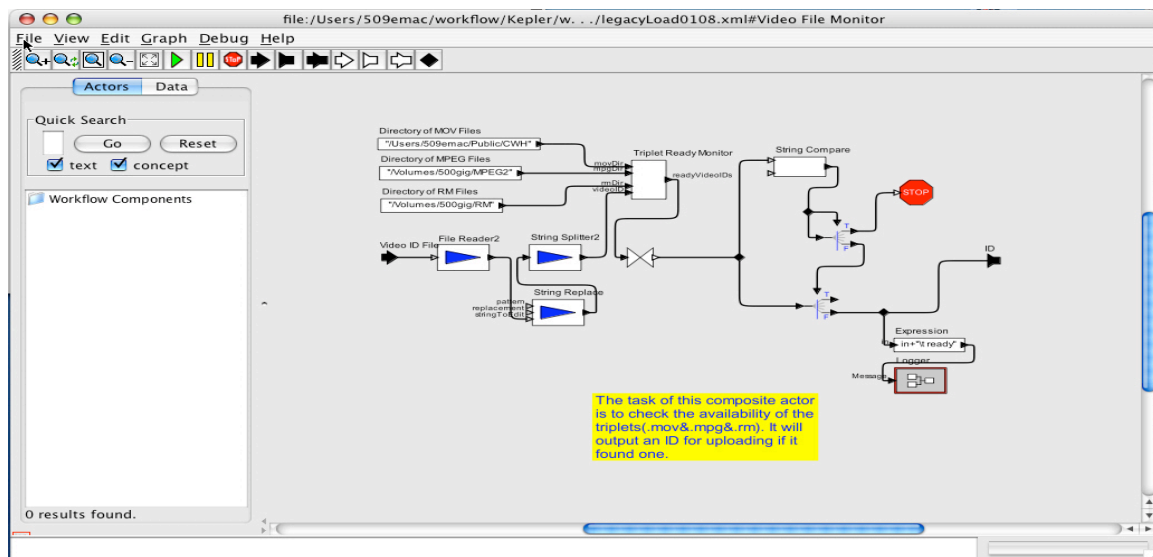 file:/Users/509emac/workflow/Kepler/w. . ./legacyLoad0108.xml#Video File Monitor
File View Edit Graph Debug Help
STOP
Actors Data
Quick Search
Go Reset
text concept
Workflow Components
0 results found.
Directory of MOV Files
"/Users/509emac/Public/CWH"
Directory of MPEG Files
"/Volumes/500gig/MPEG2"
Directory of RM Files
"/Volumes/500gig/RM"
Triplet Ready Monitor
movDir
mpgDir
rmDir
videoID
readyVideoIDs
String Compare
STOP
T
F
Video ID File
File Reader2
String Splitter2
String Replace
pattern
replacement
stringToEdit
T
F
ID
Expression
in+"\t ready"
Logger
Message
The task of this composite actor
is to check the availability of the
triplets(.mov&.mpg&.rm). It will
output an ID for uploading if it
found one.